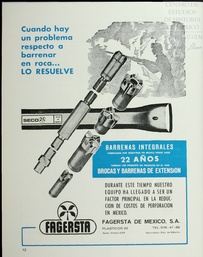 Cuando hay
un problema
respecto a
barrenar
en roca...
LO RESUELVE
SECO
BARRENAS INTEGRALES
22 AÑOS
BROCAS Y BARRENAS DE EXTENSION
DURANTE ESTE TIEMPO NUESTRO
EQUIPO HA LLEGADO A SER UN
FACTOR PRINCIPAL EN LA REDUC-
CION DE COSTOS DE PERFORACION
EN MEXICO.
FAGERSTA
FAGERSTA DE MEXICO, S.A.